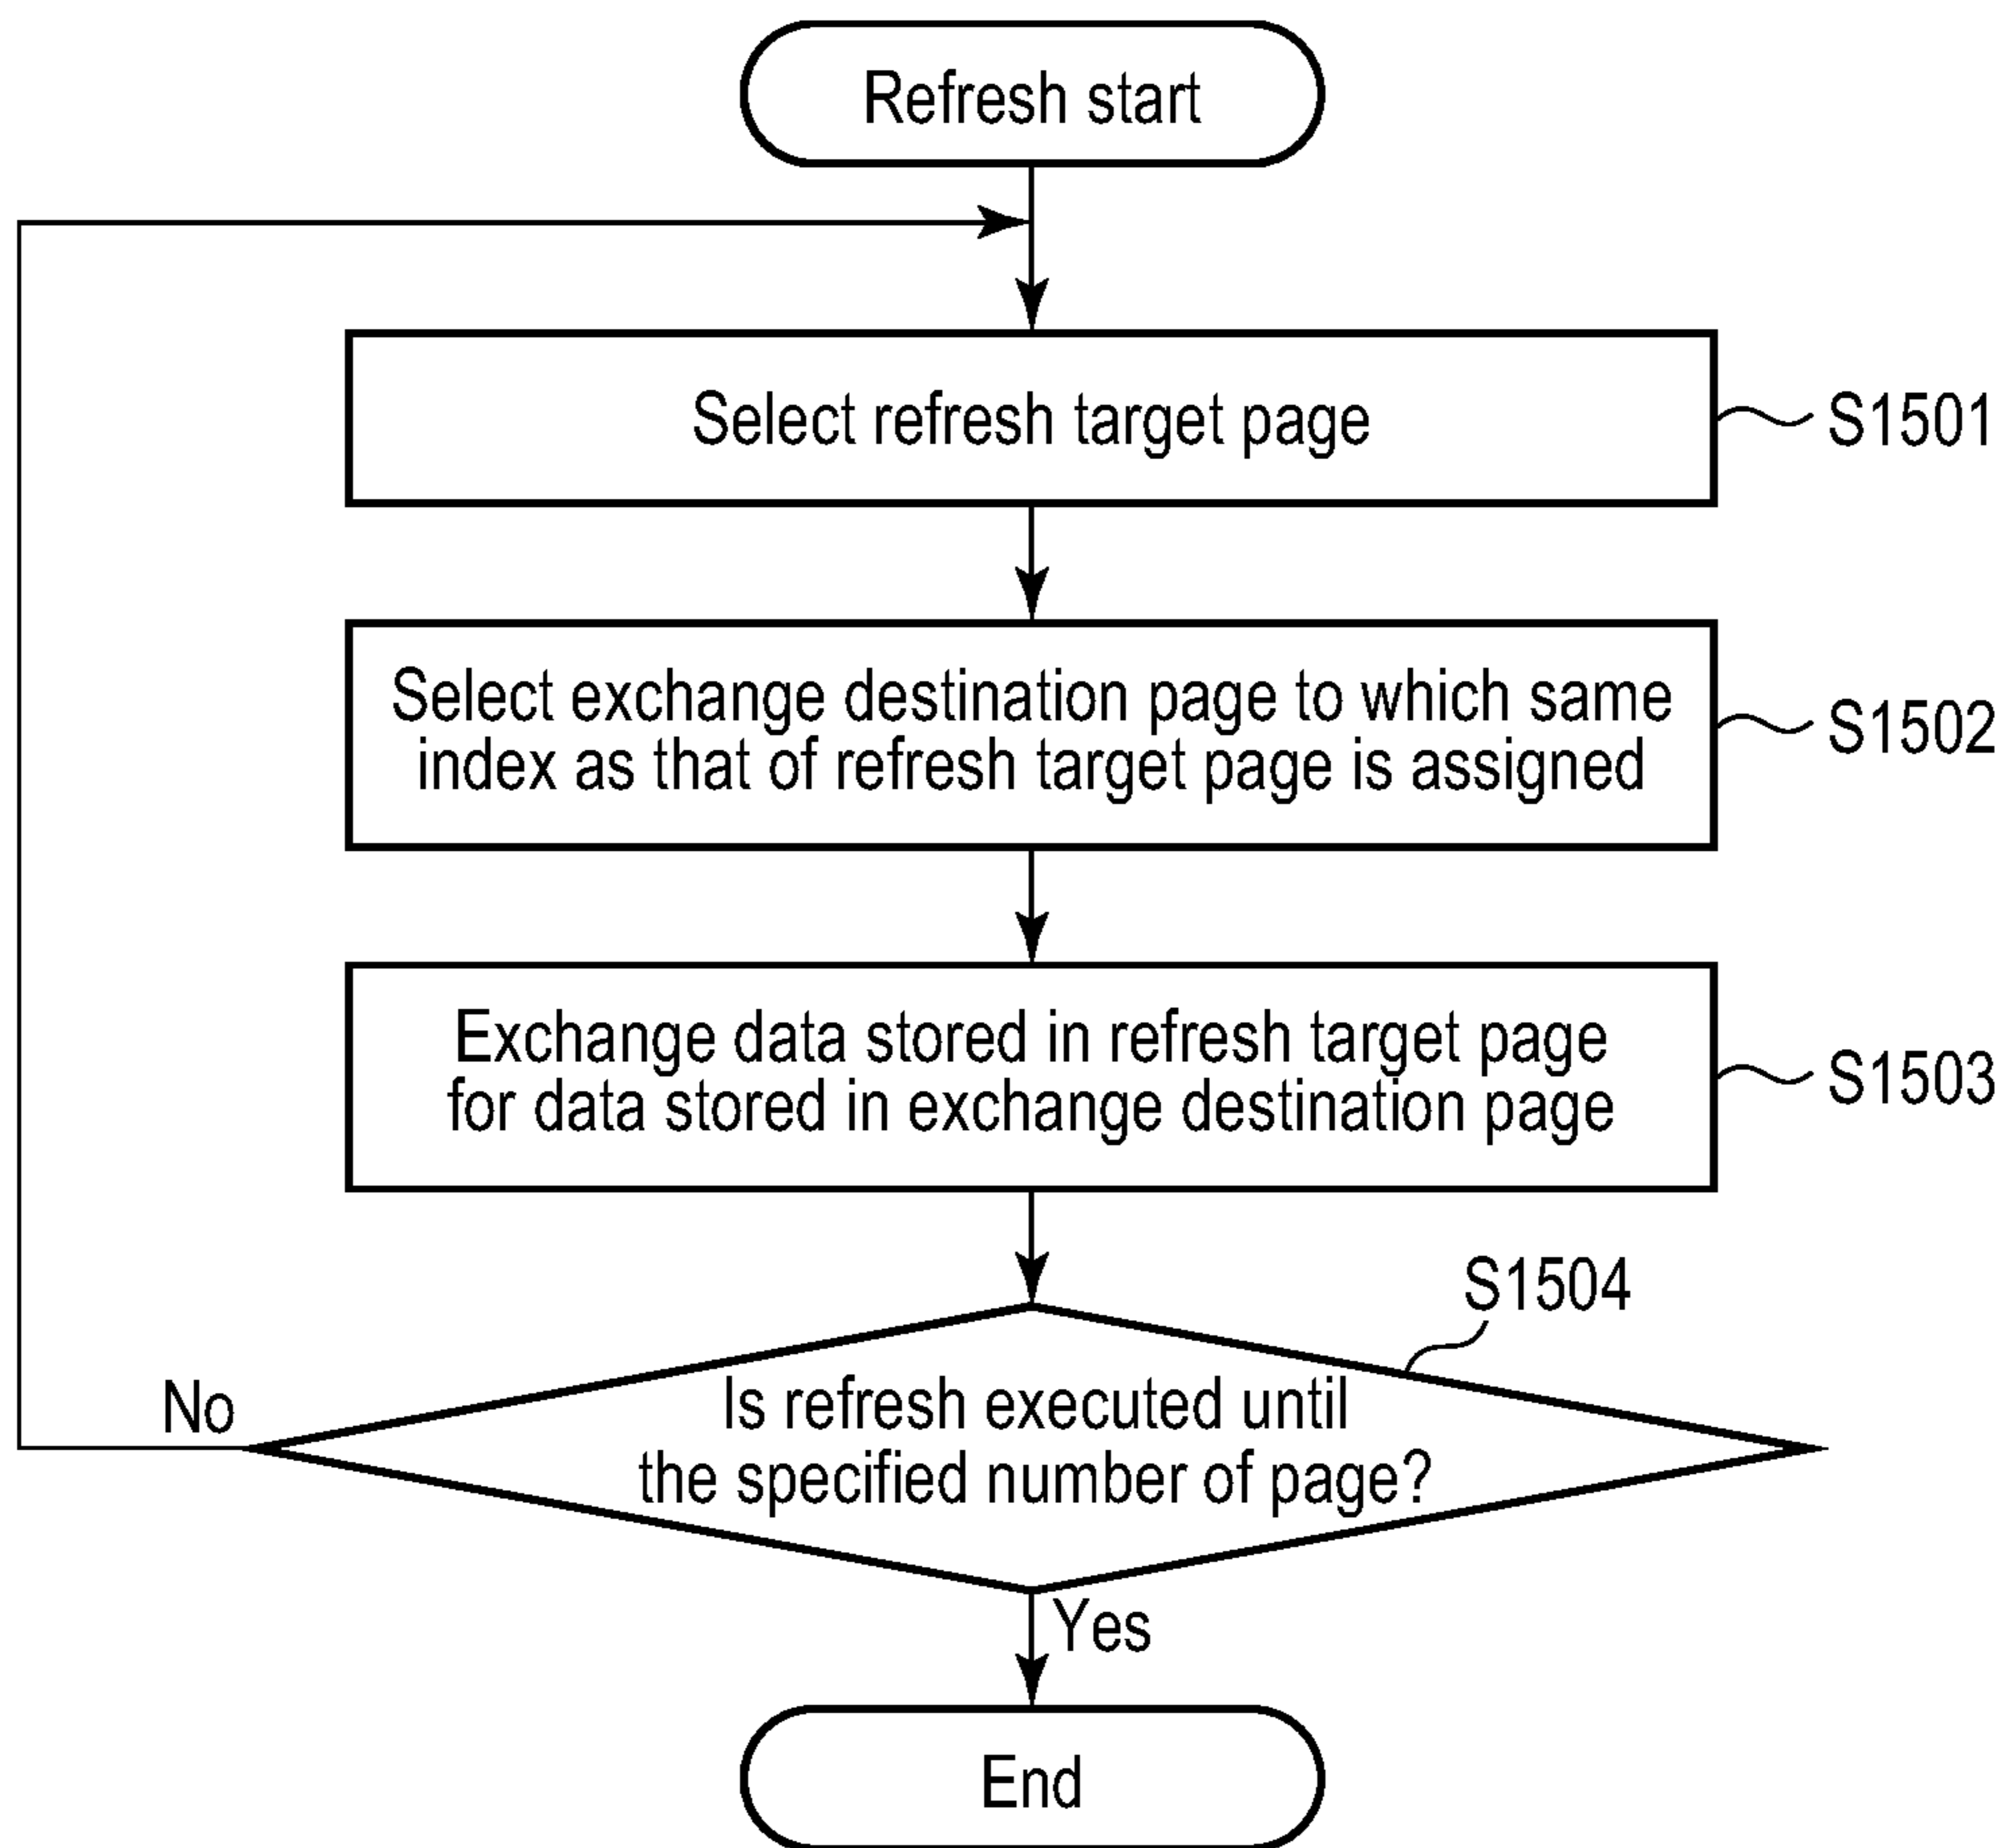 Refresh start
Select refresh target page
S1501
Select exchange destination page to which same
index as that of refresh target page is assigned
S1502
Exchange data stored in refresh target page
for data stored in exchange destination page
S1503
S1504
Is refresh executed until
the specified number of page?
No
Yes
End